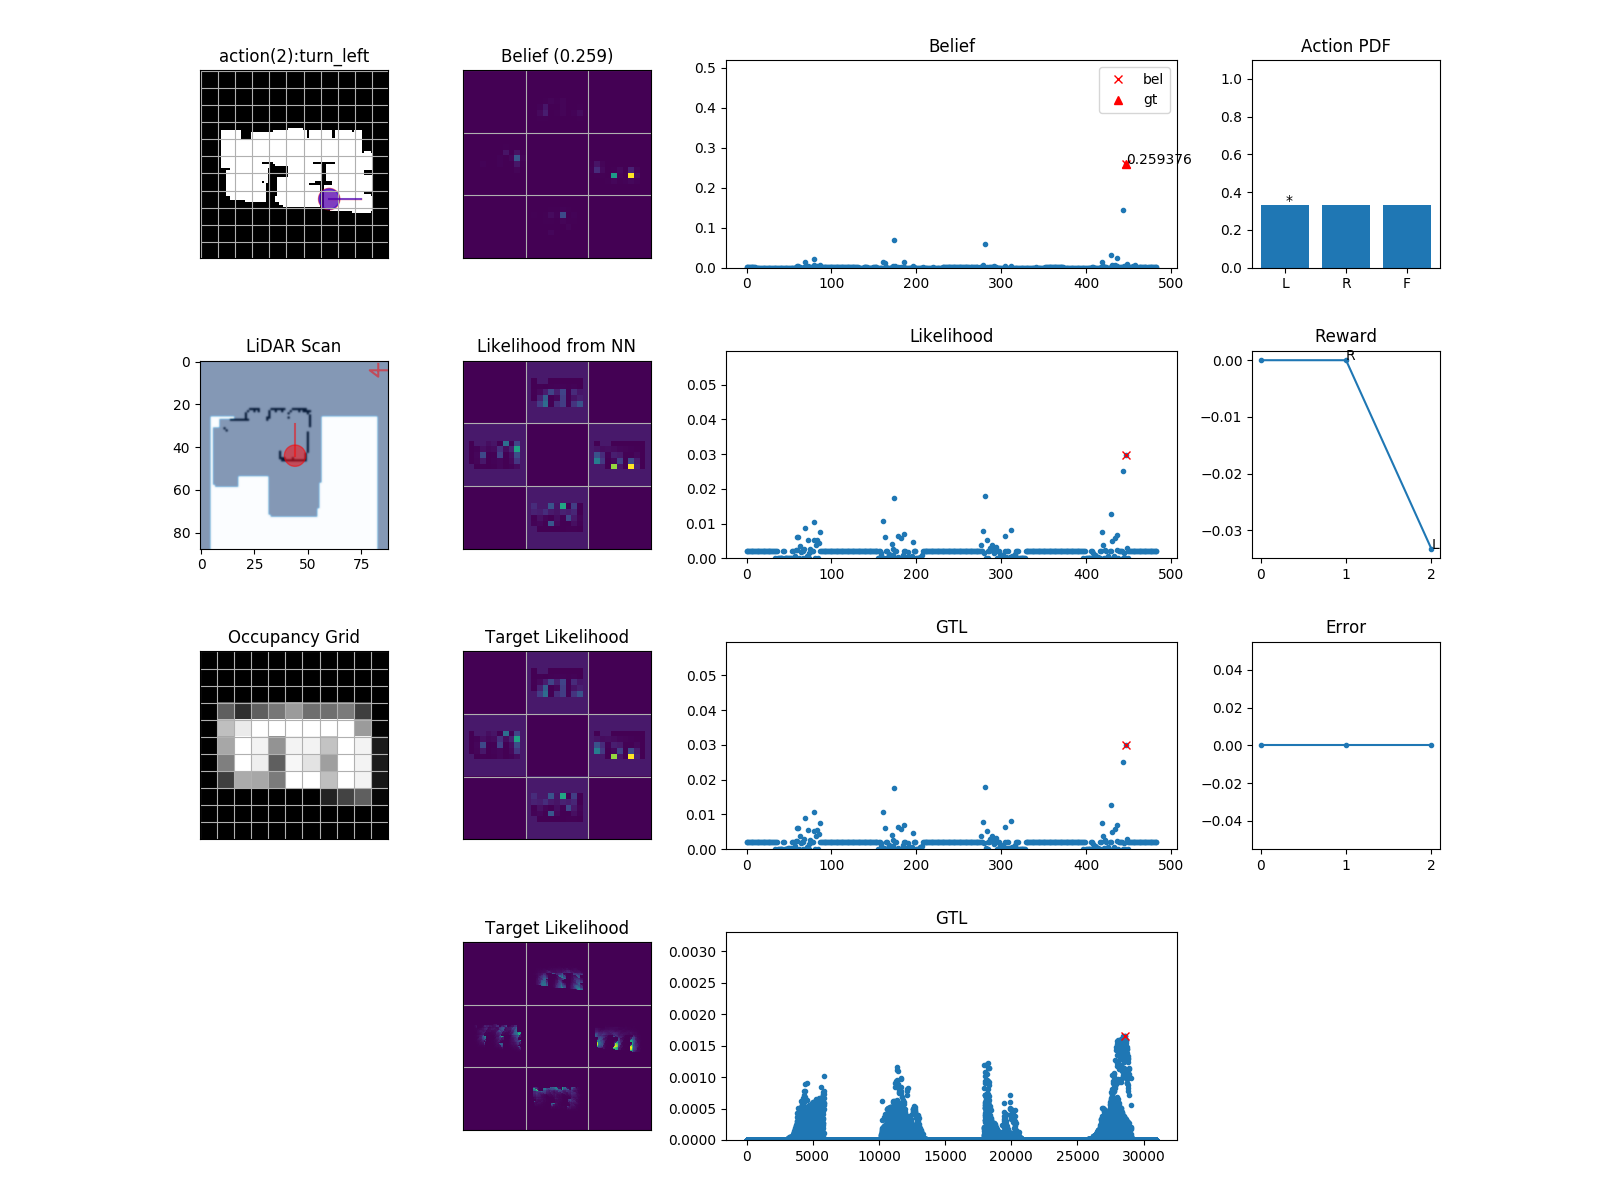 action(2):turn_left
Belief (0.259)
Belief
Action PDF
0.5
0.4
0.3
0.2
0.1
0.0
bel
gt
0.259376
0 100 200 300 400 500
1.0
0.8
0.6
0.4
0.2
0.0
*
L R F
LiDAR Scan
Likelihood from NN
Likelihood
Reward
0
20
40
60
80
0 25 50 75
0.05
0.04
0.03
0.02
0.01
0.00
0 100 200 300 400 500
0.00
−0.01
−0.02
−0.03
R
L
0 1 2
Occupancy Grid
Target Likelihood
GTL
Error
0.05
0.04
0.03
0.02
0.01
0.00
0 100 200 300 400 500
0.04
0.02
0.00
−0.02
−0.04
0 1 2
Target Likelihood
GTL
0.0030
0.0025
0.0020
0.0015
0.0010
0.0005
0.0000
0 5000 10000 15000 20000 25000 30000